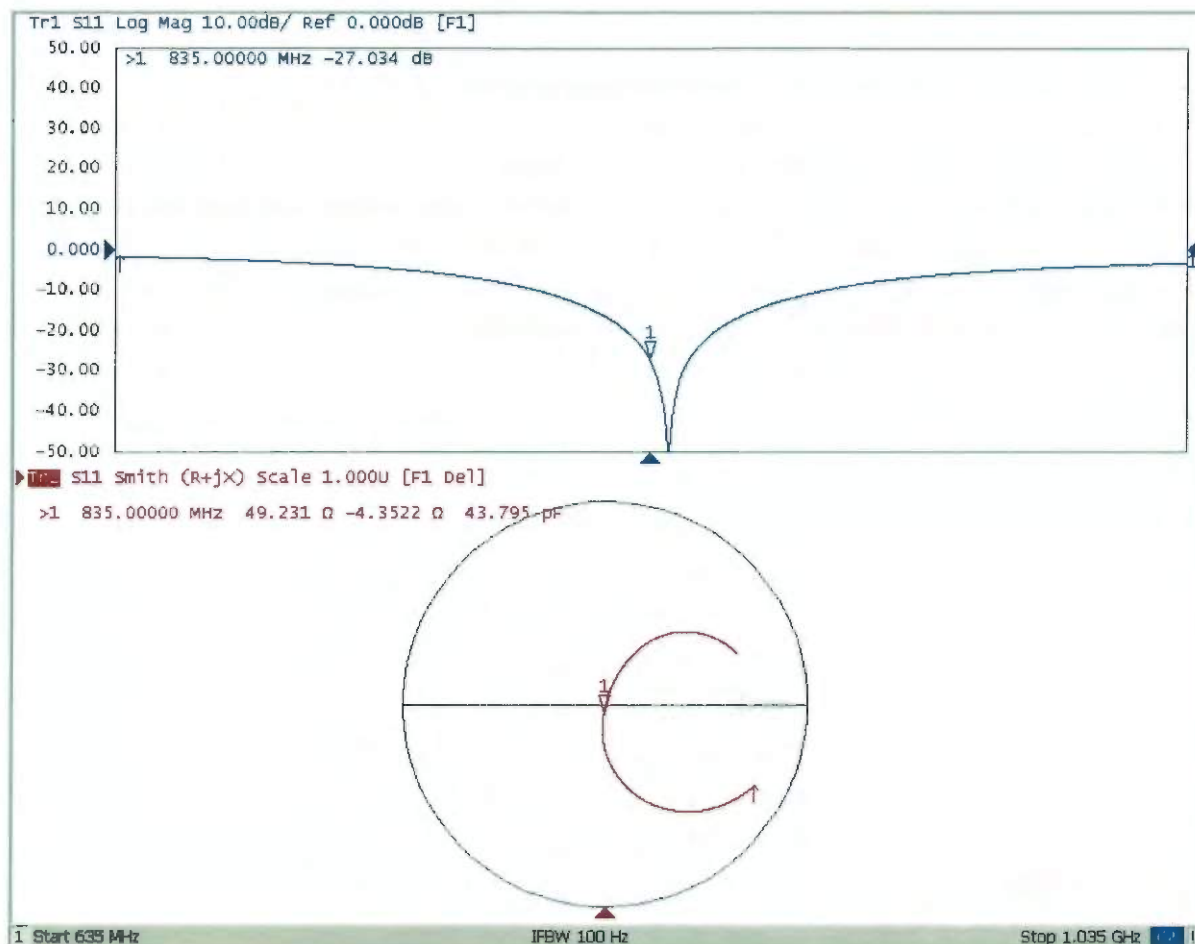 Tr1 S11 Log Mag 10.00dB/ Ref 0.000dB [F1]
50.00
>1 835.00000 MHz -27.034 dB
40.00
30.00
20.00
10.00
0.000
-10.00
-20.00
1
-30.00
-40.00
-50.00
S11 Smith (R+jX) Scale 1.000U [F1 Del]
>1 835.00000 MHz 49.231 Ω -4.3522 Ω 43.795 pF
1
1 Start 635 MHz IFBW 100 Hz Stop 1.035 GHz